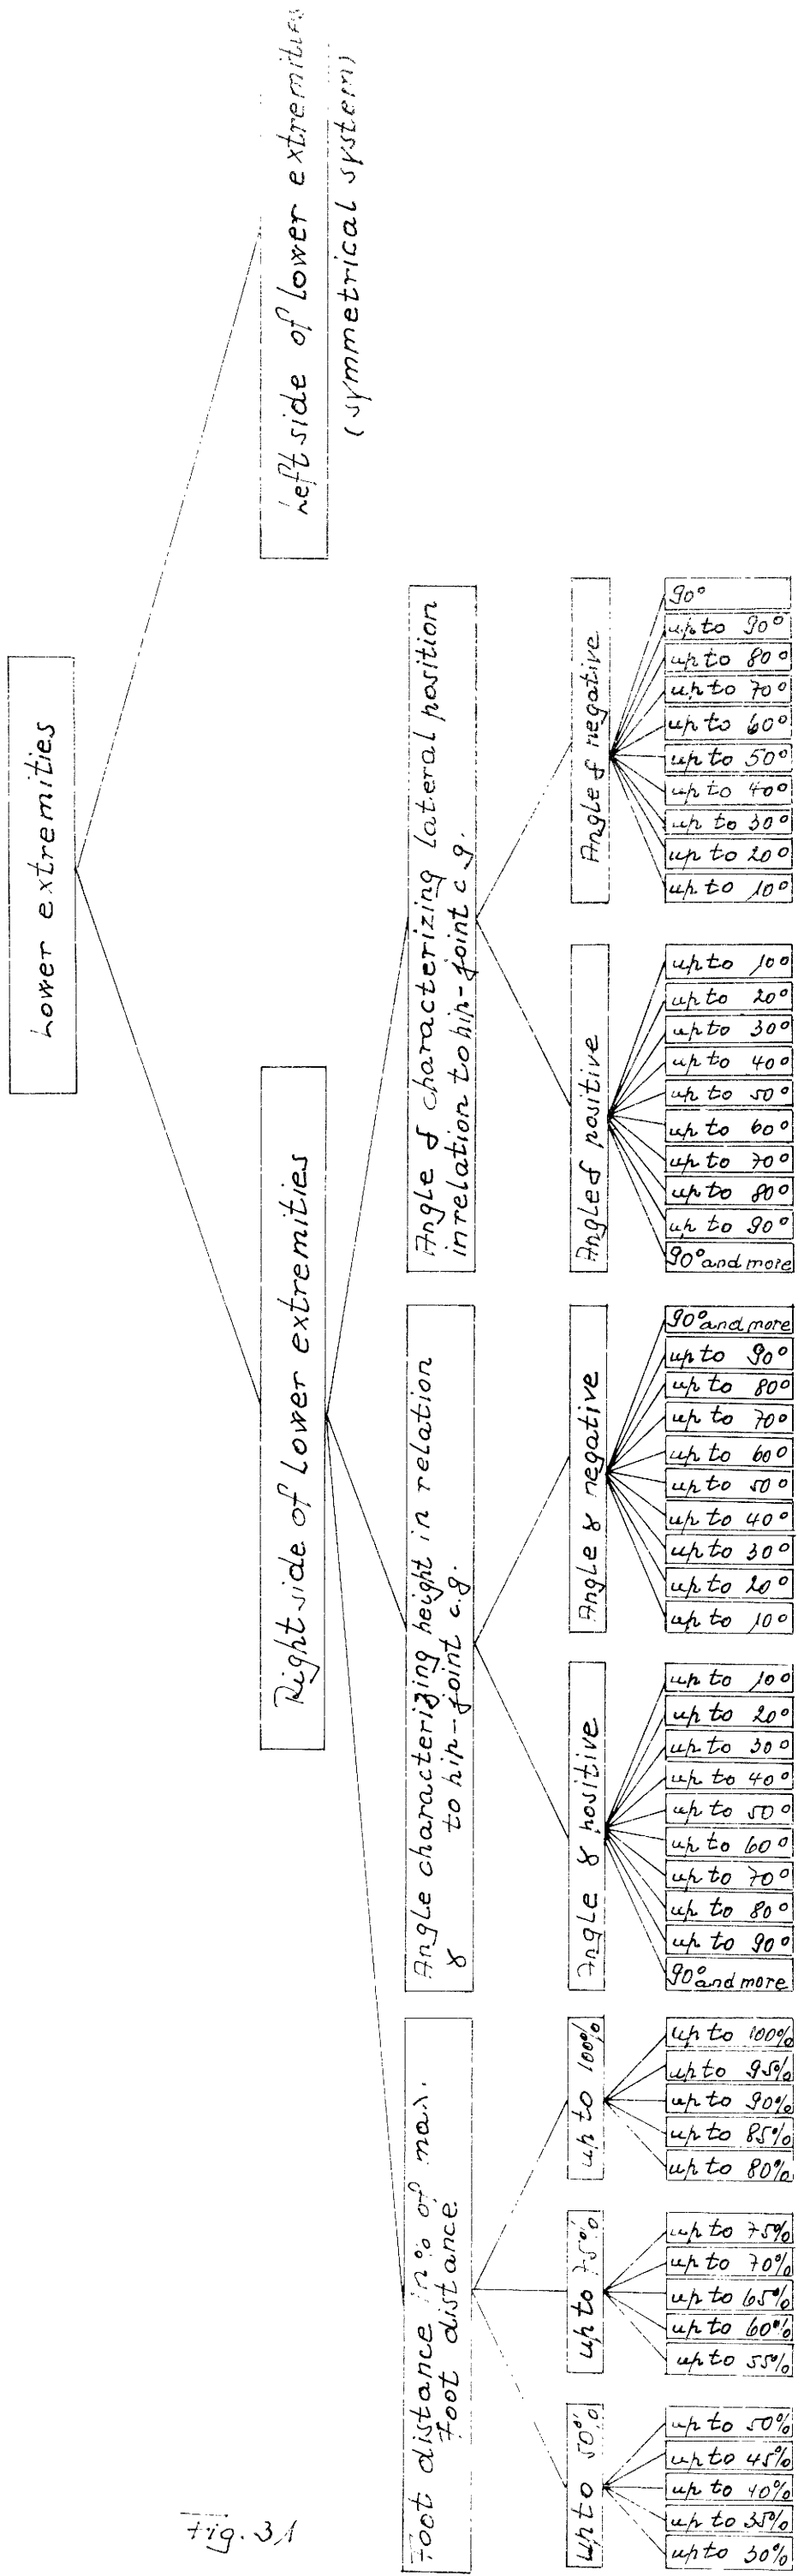 Lower extremities
Right side of lower extremities
Left side of lower extremities
(symmetrical system)
Foot distance in % of max.
Foot distance
Angle characterizing height in relation
γ to hip-joint c.g.
Angle δ characterizing lateral position
in relation to hip-joint c.g.
up to 50%
up to 75%
up to 100%
Angle γ positive
Angle γ negative
Angle δ positive
Angle δ negative
up to 30%
up to 35%
up to 40%
up to 45%
up to 50%
up to 55%
up to 60%
up to 65%
up to 70%
up to 75%
up to 80%
up to 85%
up to 90%
up to 95%
up to 100%
90° and more
up to 90°
up to 80°
up to 70°
up to 60°
up to 50°
up to 40°
up to 30°
up to 20°
up to 10°
up to 10°
up to 20°
up to 30°
up to 40°
up to 50°
up to 60°
up to 70°
up to 80°
up to 90°
90° and more
90° and more
up to 90°
up to 80°
up to 70°
up to 60°
up to 50°
up to 40°
up to 30°
up to 20°
up to 10°
up to 10°
up to 20°
up to 30°
up to 40°
up to 50°
up to 60°
up to 70°
up to 80°
up to 90°
90°
Fig. 3.1